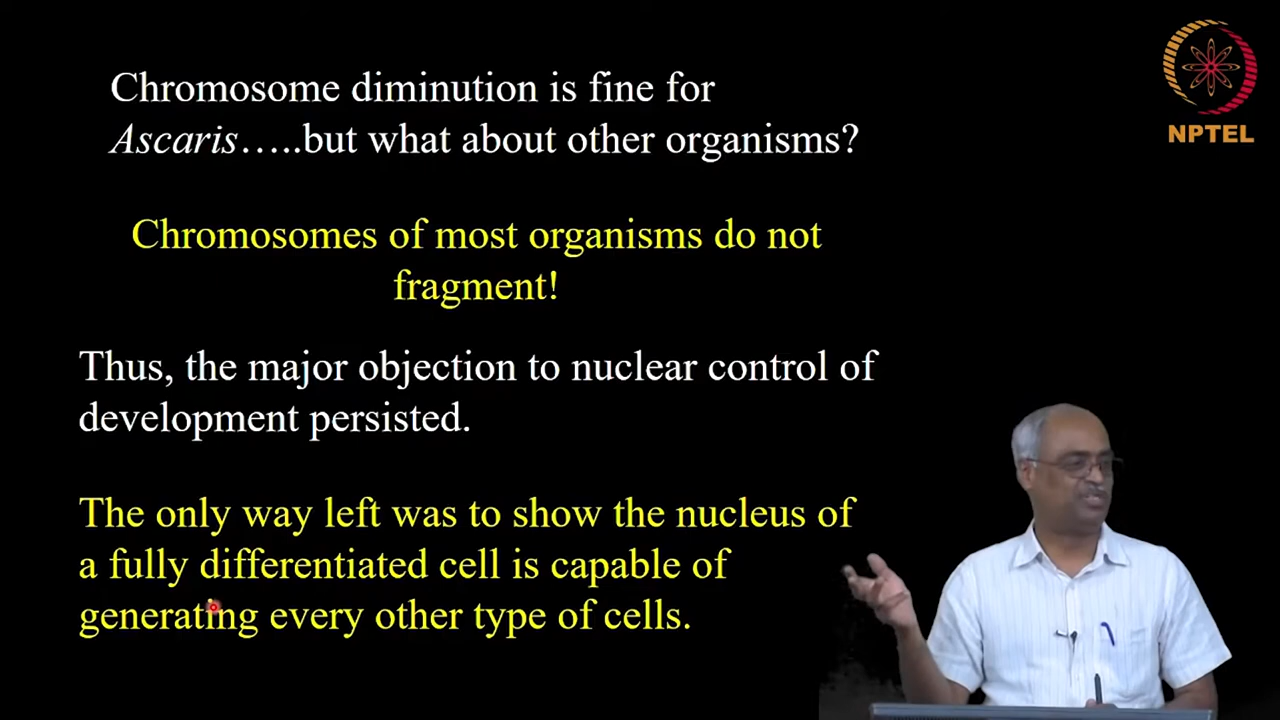 Chromosome diminution is fine for
Ascaris…..but what about other organisms?
Chromosomes of most organisms do not
fragment!
Thus, the major objection to nuclear control of
development persisted.
The only way left was to show the nucleus of
a fully differentiated cell is capable of
generating every other type of cells.
NPTEL